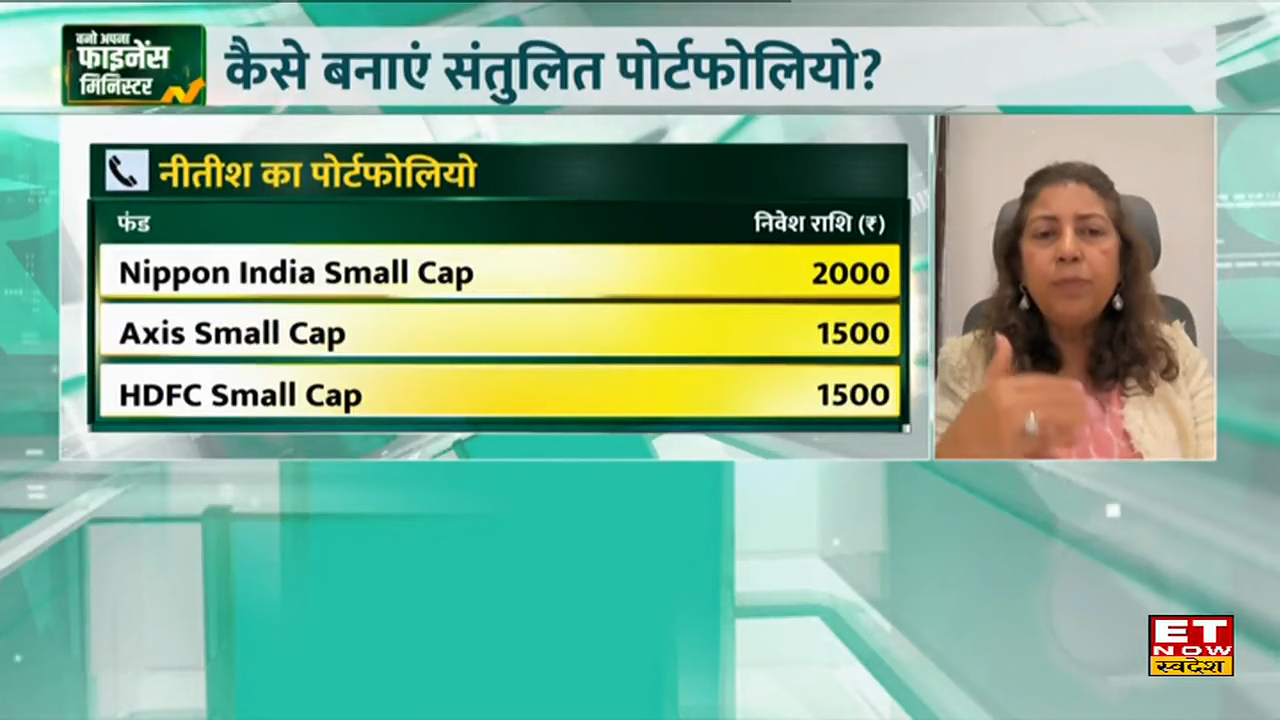 बनो अपना
फाइनेंस
मिनिस्टर
कैसे बनाएं संतुलित पोर्टफोलियो?
नीतीश का पोर्टफोलियो
फंड निवेश राशि (₹)
Nippon India Small Cap 2000
Axis Small Cap 1500
HDFC Small Cap 1500
ET
NOW
स्वदेश